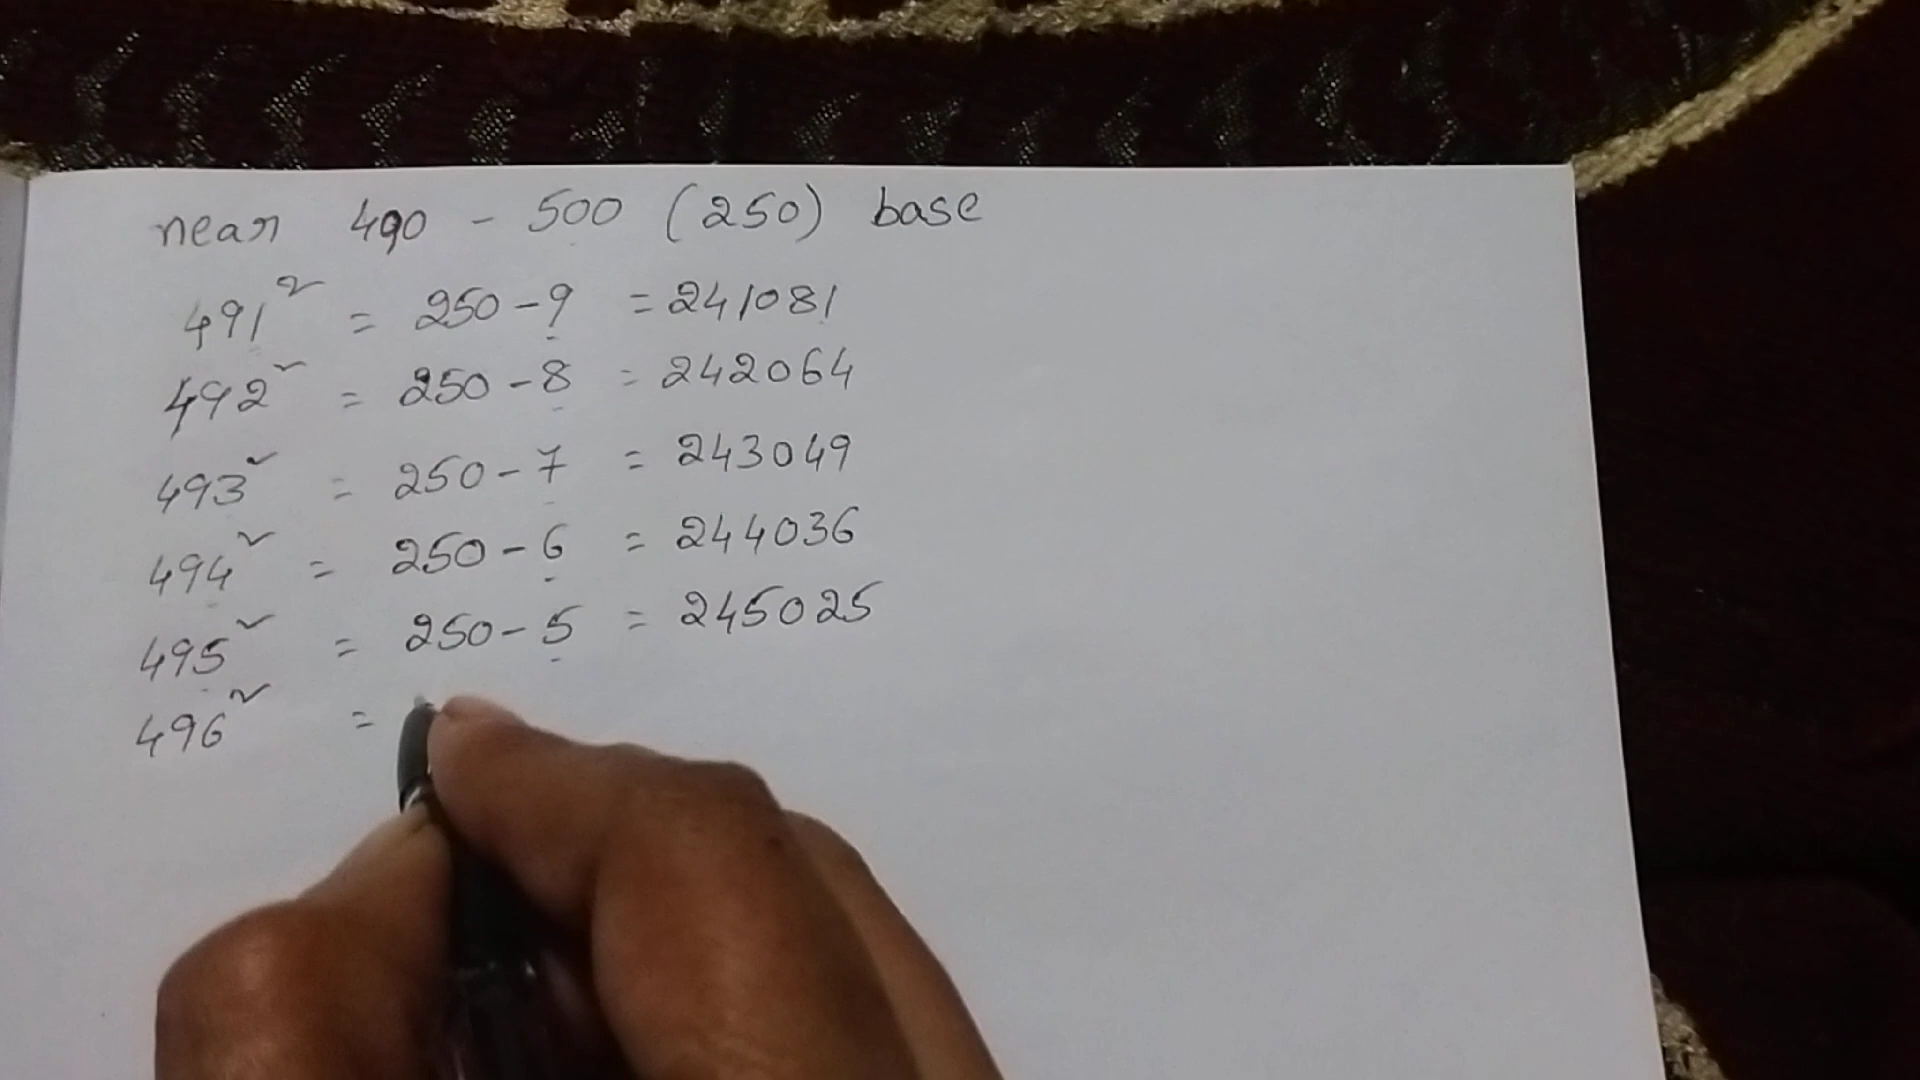 near 490 - 500 (250) base
491² = 250-9 = 241081
492² = 250-8 = 242064
493² = 250-7 = 243049
494² = 250-6 = 244036
495² = 250-5 = 245025
496² =